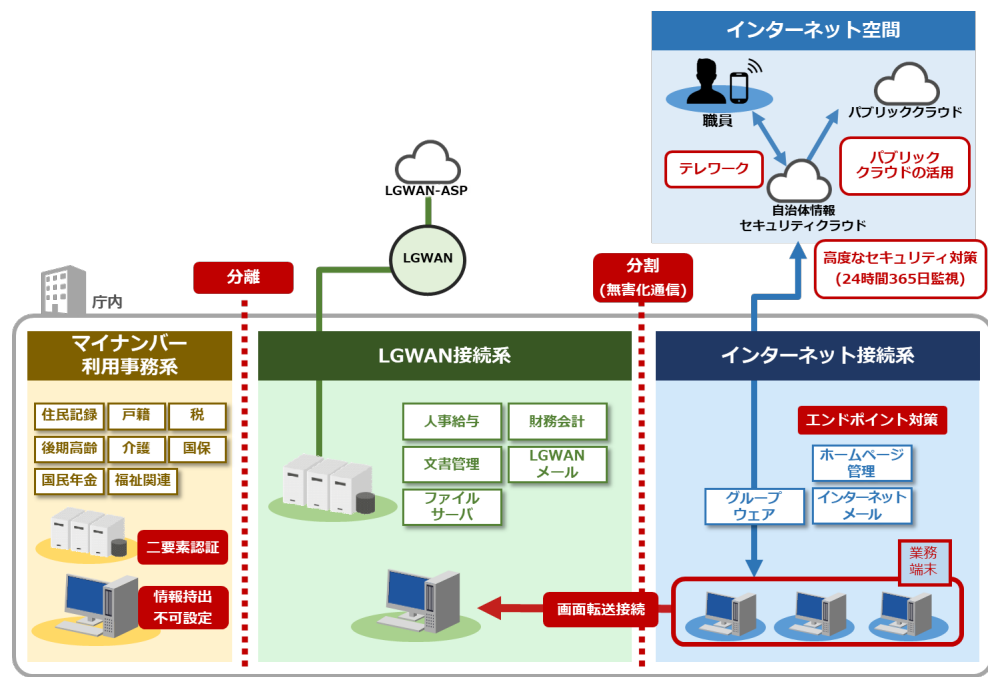 インターネット空間
職員
パブリッククラウド
テレワーク
パブリック
クラウドの活用
自治体情報
セキュリティクラウド
LGWAN-ASP
LGWAN
分離
分割
(無害化通信)
高度なセキュリティ対策
(24時間365日監視)
庁内
マイナンバー
利用事務系
住民記録
戸籍
税
後期高齢
介護
国保
国民年金
福祉関連
二要素認証
情報持出
不可設定
LGWAN接続系
人事給与
財務会計
文書管理
LGWAN
メール
ファイル
サーバ
画面転送接続
インターネット接続系
エンドポイント対策
ホームページ
管理
グループ
ウェア
インターネット
メール
業務
端末